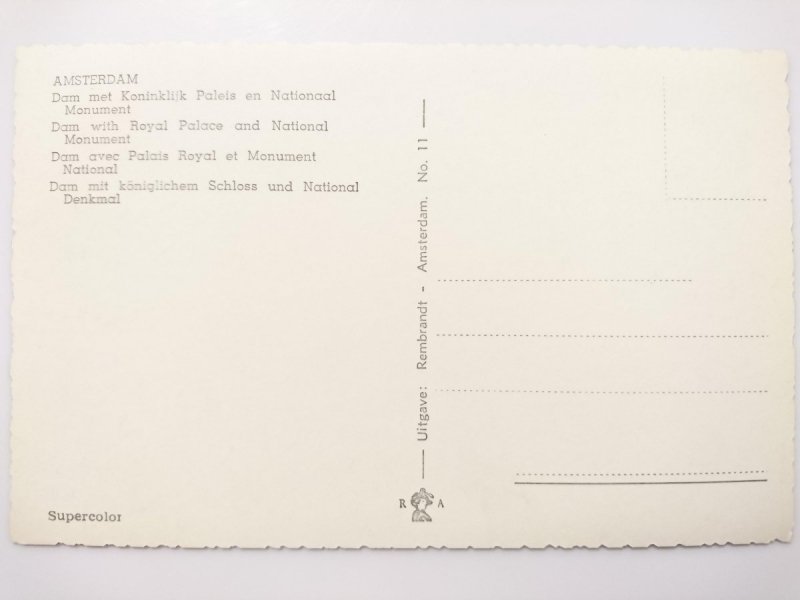 AMSTERDAM
Dam met Koninklijk Paleis en Nationaal
Monument
Dam with Royal Palace and National
Monument
Dam avec Palais Royal et Monument
National
Dam mit königlichem Schloss und National
Denkmal
Uitgave: Rembrandt - Amsterdam. No. 11
R A
Supercolor